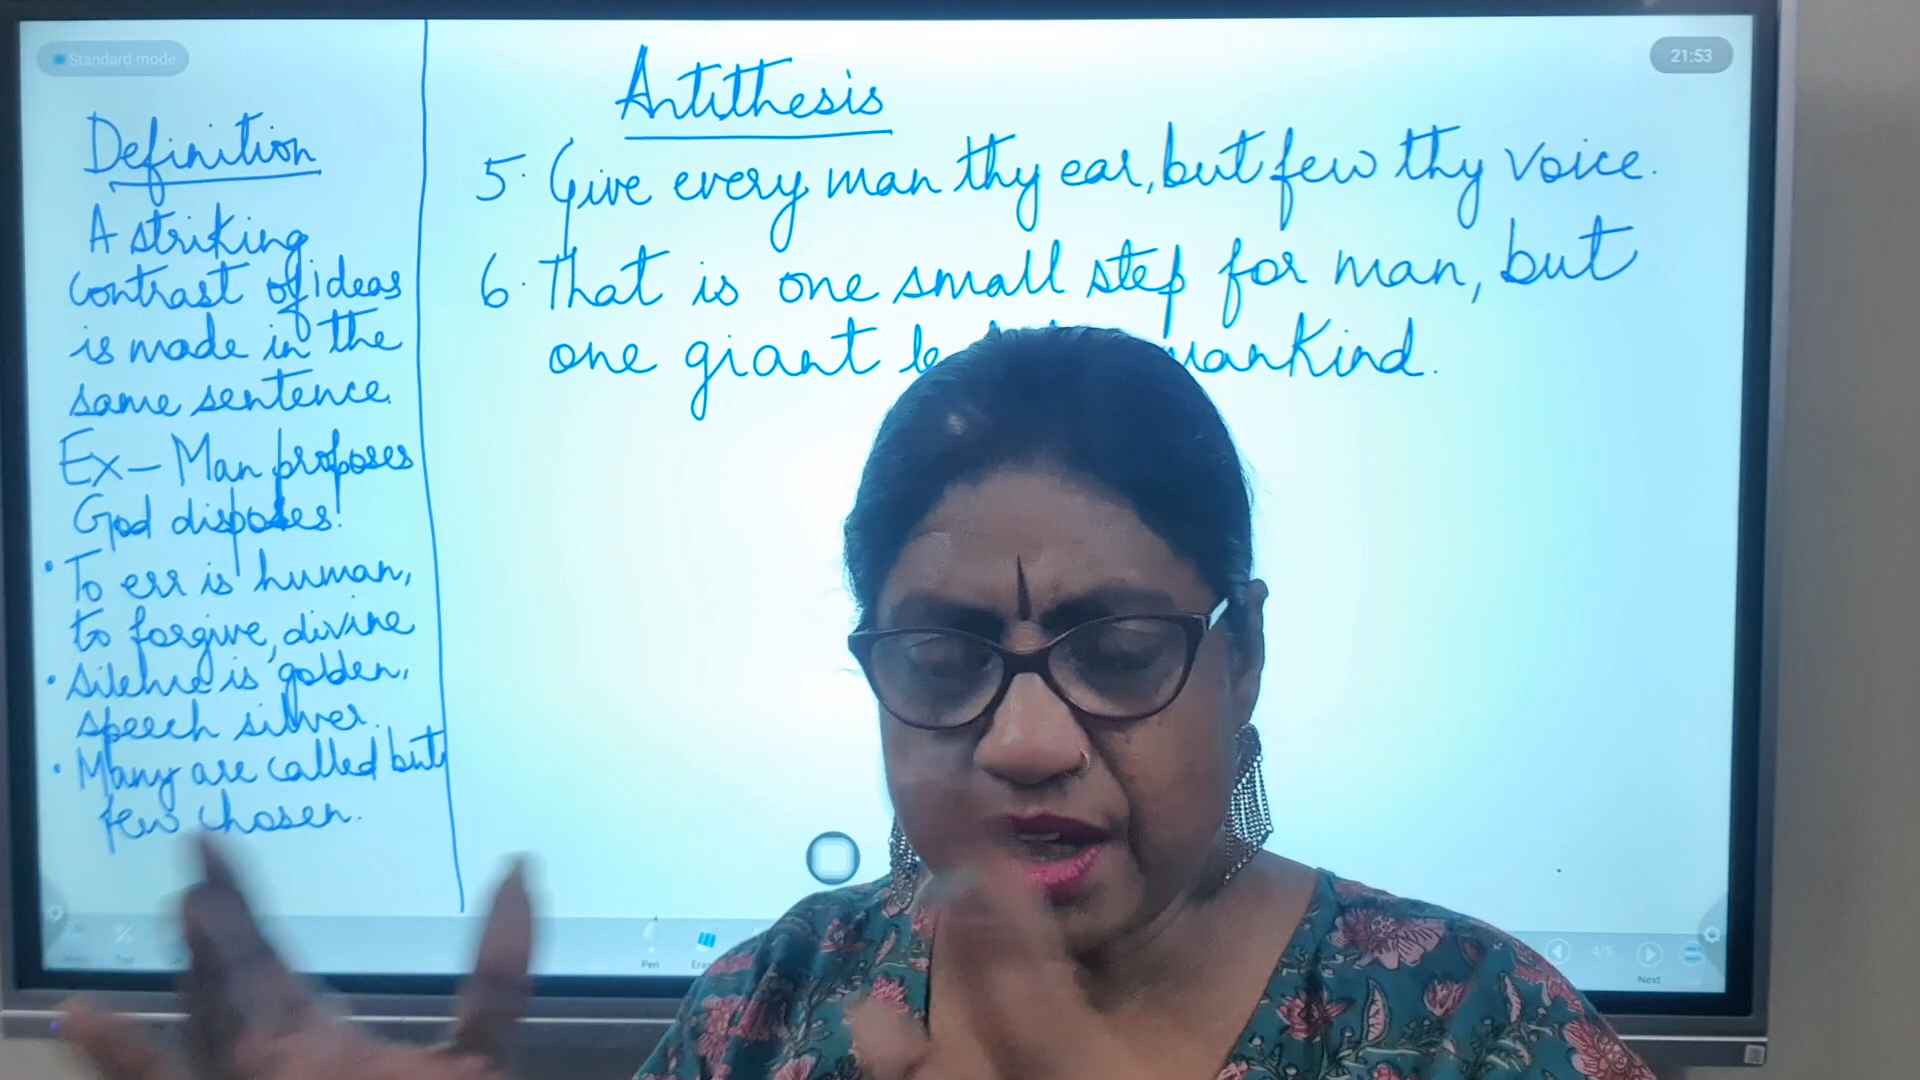 Standard mode
21:53
Definition
A striking
contrast of ideas
is made in the
same sentence.
Ex- Man proposes
God disposes.
• To err is human,
to forgive, divine
• Silence is golden,
speech silver.
• Many are called but
few chosen.
Antithesis
5. Give every man thy ear, but few thy voice.
6. That is one small step for man, but
one giant mankind.
Pen
4/5
Next